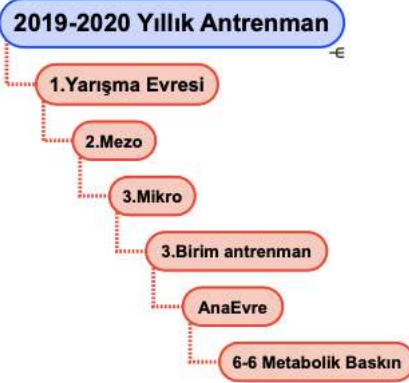 2019-2020 Yıllık Antrenman
1.Yarışma Evresi
2.Mezo
3.Mikro
3.Birim antrenman
AnaEvre
6-6 Metabolik Baskın